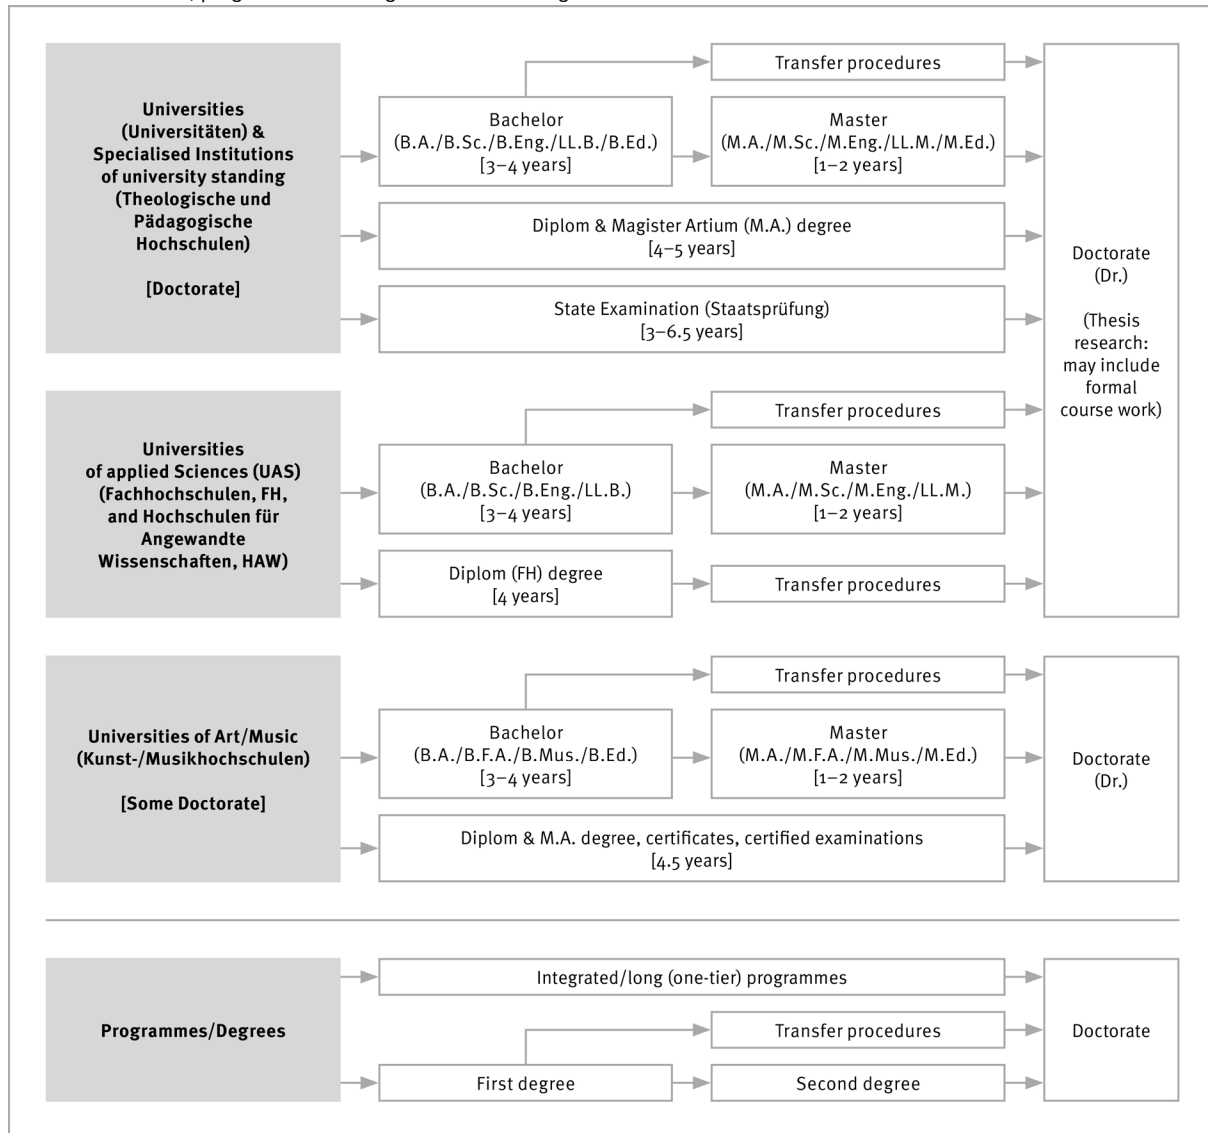 Universities
(Universitäten) &
Specialised Institutions
of university standing
(Theologische und
Pädagogische
Hochschulen)
[Doctorate]
Transfer procedures
Bachelor
(B.A./B.Sc./B.Eng./LL.B./B.Ed.)
[3–4 years]
Master
(M.A./M.Sc./M.Eng./LL.M./M.Ed.)
[1–2 years]
Diplom & Magister Artium (M.A.) degree
[4–5 years]
State Examination (Staatsprüfung)
[3–6.5 years]
Doctorate
(Dr.)
(Thesis
research:
may include
formal
course work)
Universities
of applied Sciences (UAS)
(Fachhochschulen, FH,
and Hochschulen für
Angewandte
Wissenschaften, HAW)
Transfer procedures
Bachelor
(B.A./B.Sc./B.Eng./LL.B.)
[3–4 years]
Master
(M.A./M.Sc./M.Eng./LL.M.)
[1–2 years]
Diplom (FH) degree
[4 years]
Transfer procedures
Universities of Art/Music
(Kunst-/Musikhochschulen)
[Some Doctorate]
Transfer procedures
Bachelor
(B.A./B.F.A./B.Mus./B.Ed.)
[3–4 years]
Master
(M.A./M.F.A./M.Mus./M.Ed.)
[1–2 years]
Diplom & M.A. degree, certificates, certified examinations
[4.5 years]
Doctorate
(Dr.)
Programmes/Degrees
Integrated/long (one-tier) programmes
Transfer procedures
First degree
Second degree
Doctorate